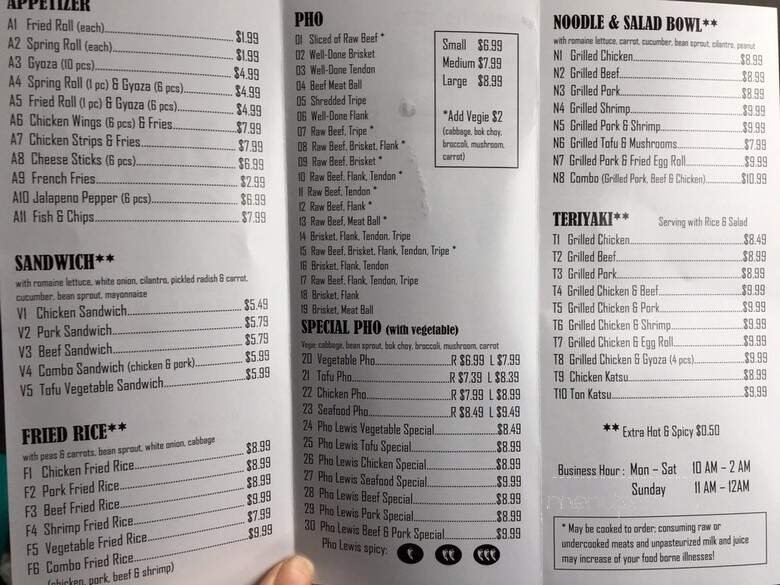 APPETIZER
A1 Fried Roll (each) $1.99
A2 Spring Roll (each) $1.99
A3 Gyoza (10 pcs) $4.99
A4 Spring Roll (1 pc) & Gyoza (6 pcs) $4.99
A5 Fried Roll (1 pc) & Gyoza (6 pcs) $4.99
A6 Chicken Wings (6 pcs) & Fries $7.99
A7 Chicken Strips & Fries $7.99
A8 Cheese Sticks (6 pcs) $6.99
A9 French Fries $2.99
A10 Jalapeno Pepper (6 pcs) $6.99
A11 Fish & Chips $7.99
SANDWICH**
with romaine lettuce, white onion, cilantro, pickled radish & carrot,
cucumber, bean sprout, mayonnaise
V1 Chicken Sandwich $5.49
V2 Pork Sandwich $5.79
V3 Beef Sandwich $5.79
V4 Combo Sandwich (chicken & pork) $5.99
V5 Tofu Vegetable Sandwich $5.99
FRIED RICE**
with peas & carrots, bean sprout, white onion, cabbage
F1 Chicken Fried Rice $8.99
F2 Pork Fried Rice $8.99
F3 Beef Fried Rice $8.99
F4 Shrimp Fried Rice $9.99
F5 Vegetable Fried Rice $7.99
F6 Combo Fried Rice $9.99
(chicken, pork, beef & shrimp)
PHO
01 Sliced of Raw Beef *
02 Well-Done Brisket
03 Well-Done Tendon
04 Beef Meat Ball
05 Shredded Tripe
06 Well-Done Flank
07 Raw Beef, Tripe *
08 Raw Beef, Brisket, Flank *
09 Raw Beef, Brisket *
10 Raw Beef, Flank, Tendon *
11 Raw Beef, Tendon *
12 Raw Beef, Flank *
13 Raw Beef, Meat Ball *
14 Brisket, Flank, Tendon, Tripe
15 Raw Beef, Brisket, Flank, Tendon, Tripe *
16 Brisket, Flank, Tendon
17 Raw Beef, Flank, Tendon, Tripe
18 Brisket, Flank
19 Brisket, Meat Ball
Small $6.99
Medium $7.99
Large $8.99
*Add Vegie $2
(cabbage, bok choy,
broccoli, mushroom,
carrot)
SPECIAL PHO (with vegetable)
Vege: cabbage, bean sprout, bok choy, broccoli, mushroom, carrot
20 Vegetable Pho R $6.99 L $7.99
21 Tofu Pho R $7.39 L $8.39
22 Chicken Pho R $7.99 L $8.99
23 Seafood Pho R $8.49 L $9.49
24 Pho Lewis Vegetable Special $8.49
25 Pho Lewis Tofu Special $8.99
26 Pho Lewis Chicken Special $8.99
27 Pho Lewis Seafood Special $9.99
28 Pho Lewis Beef Special $8.99
29 Pho Lewis Pork Special $8.99
30 Pho Lewis Beef & Pork Special $9.99
Pho Lewis spicy:
NOODLE & SALAD BOWL**
with romaine lettuce, carrot, cucumber, bean sprout, cilantro, peanut
N1 Grilled Chicken $8.99
N2 Grilled Beef $8.99
N3 Grilled Pork $8.99
N4 Grilled Shrimp $9.99
N5 Grilled Pork & Shrimp $9.99
N6 Grilled Tofu & Mushrooms $7.99
N7 Grilled Pork & Fried Egg Roll $9.99
N8 Combo (Grilled Pork, Beef & Chicken) $10.99
TERIYAKI** Serving with Rice & Salad
T1 Grilled Chicken $8.49
T2 Grilled Beef $8.99
T3 Grilled Pork $8.99
T4 Grilled Chicken & Beef $9.99
T5 Grilled Chicken & Pork $9.99
T6 Grilled Chicken & Shrimp $9.99
T7 Grilled Chicken & Egg Roll $9.99
T8 Grilled Chicken & Gyoza (4 pcs) $9.99
T9 Chicken Katsu $8.99
T10 Ton Katsu $9.99
** Extra Hot & Spicy $0.50
Business Hour : Mon – Sat 10 AM – 2 AM
Sunday 11 AM – 12AM
* May be cooked to order; consuming raw or
undercooked meats and unpasteurized milk and juice
may increase of your food borne illnesses!